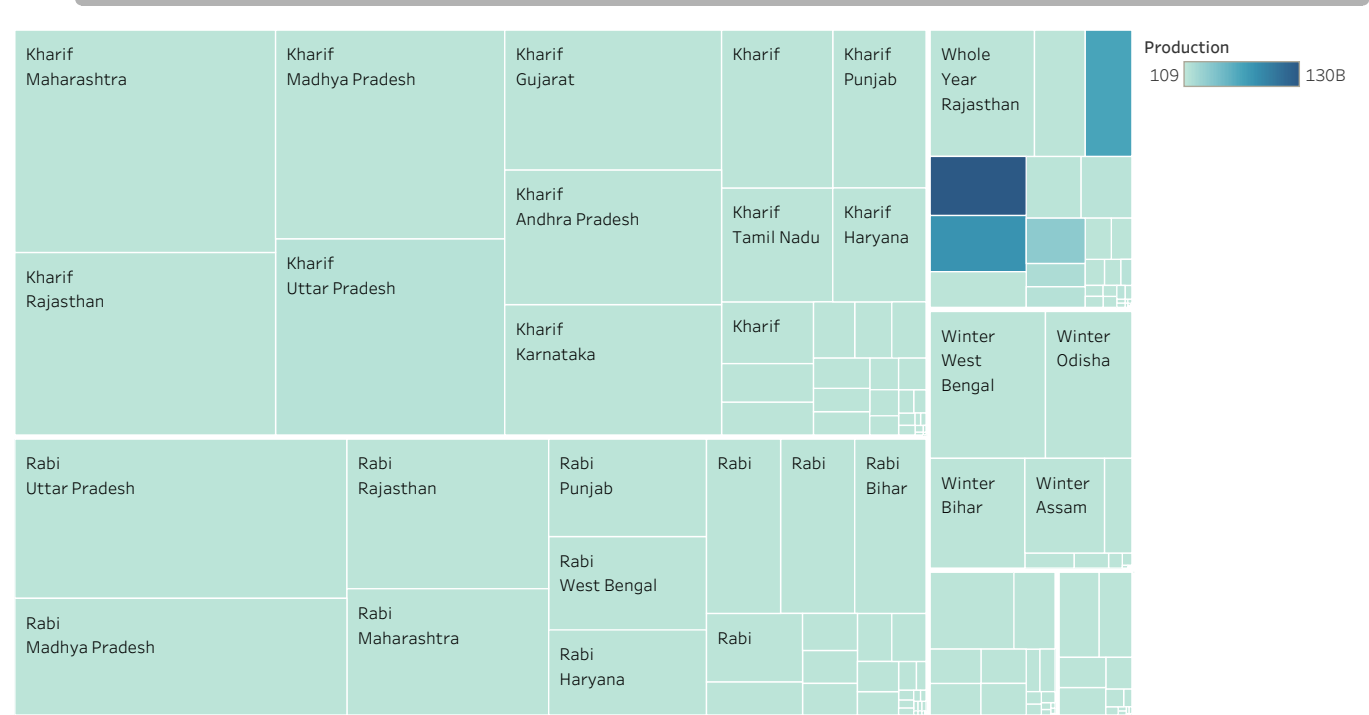 Kharif
Maharashtra
Kharif
Madhya Pradesh
Kharif
Gujarat
Kharif
Kharif
Punjab
Whole
Year
Rajasthan
Production
109
130B
Kharif
Andhra Pradesh
Kharif
Tamil Nadu
Kharif
Haryana
Kharif
Rajasthan
Kharif
Uttar Pradesh
Kharif
Karnataka
Kharif
Winter
West
Bengal
Winter
Odisha
Rabi
Uttar Pradesh
Rabi
Rajasthan
Rabi
Punjab
Rabi
Rabi
Rabi
Bihar
Winter
Bihar
Winter
Assam
Rabi
West Bengal
Rabi
Madhya Pradesh
Rabi
Maharashtra
Rabi
Haryana
Rabi